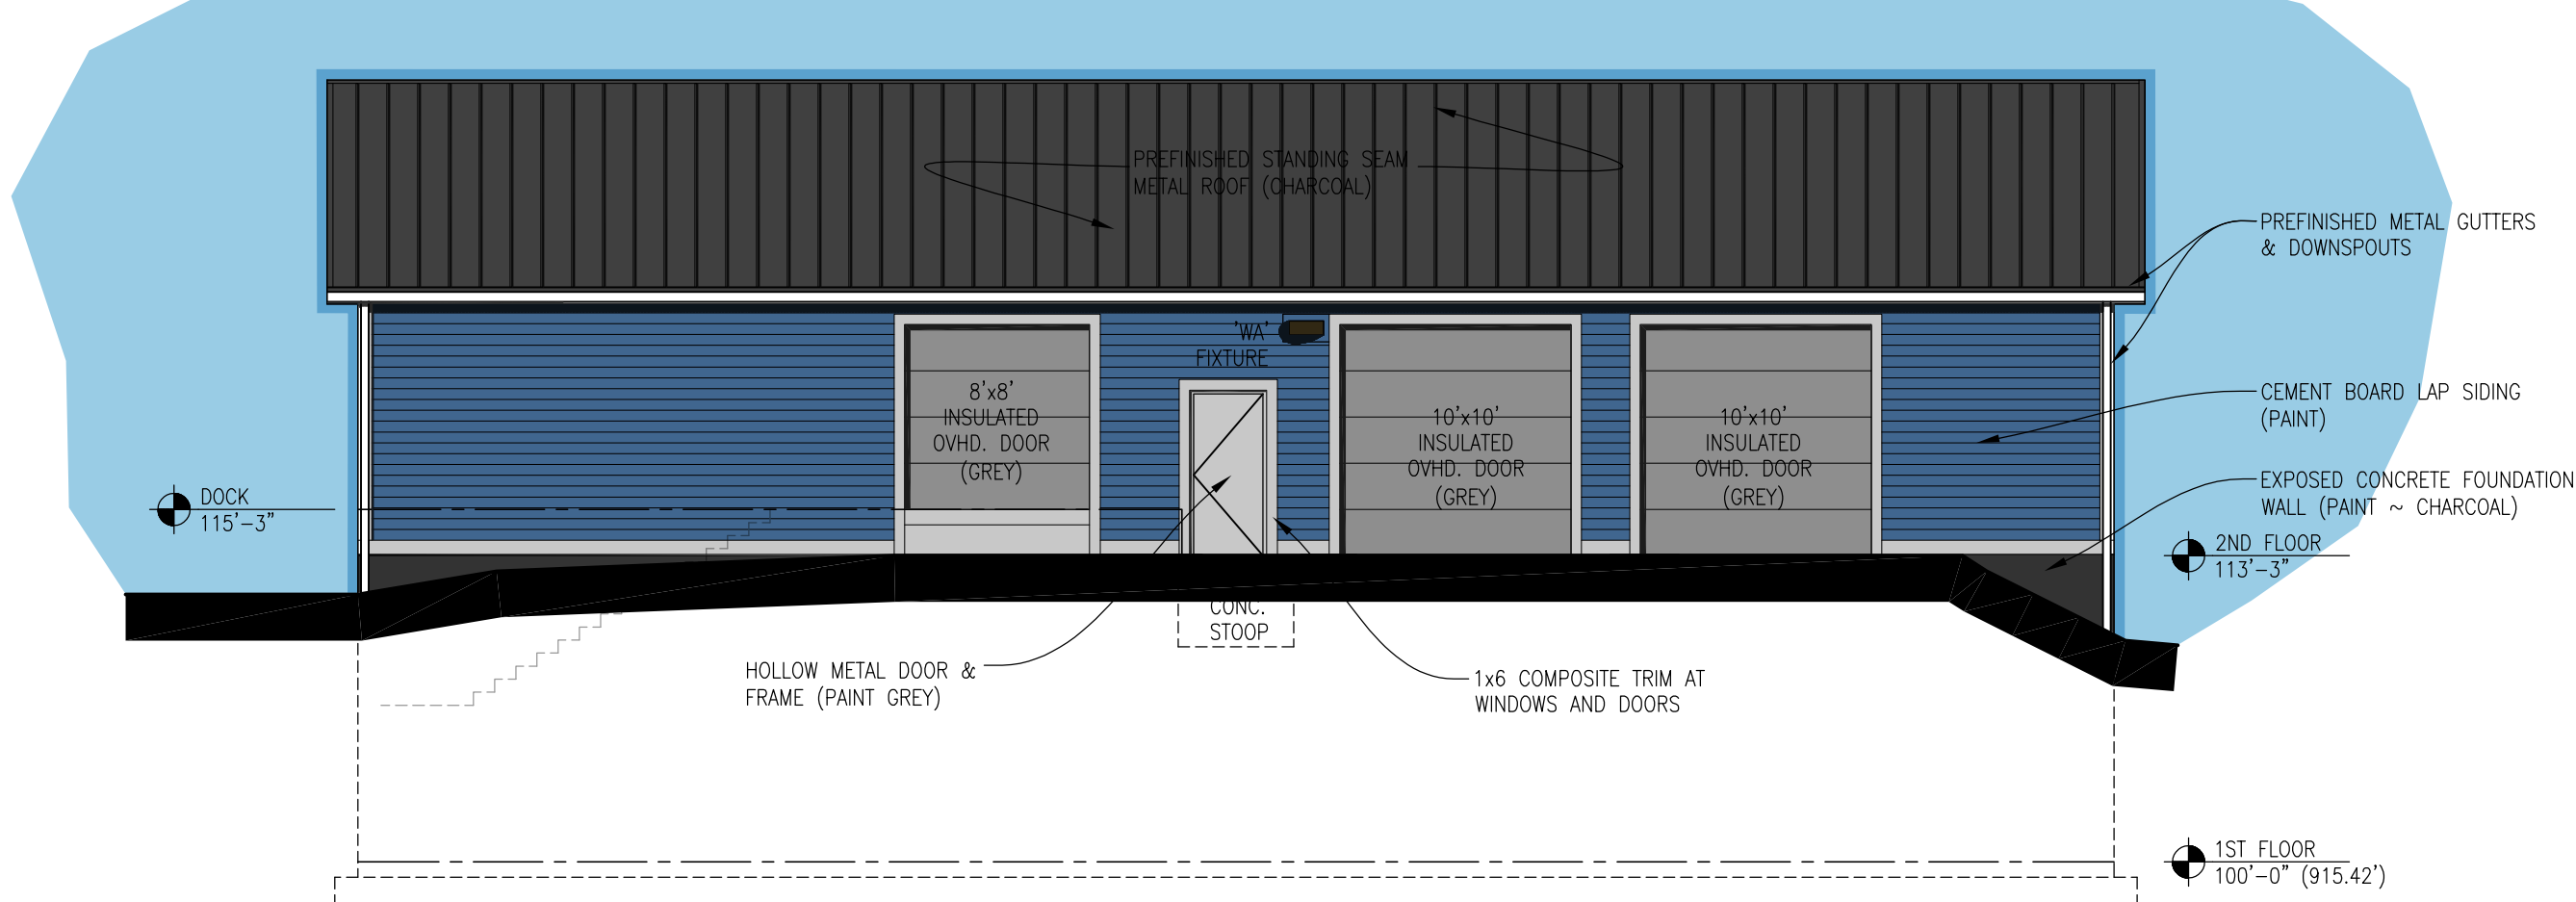 PREFINISHED STANDING SEAM
METAL ROOF (CHARCOAL)
PREFINISHED METAL GUTTERS
& DOWNSPOUTS
'WA'
FIXTURE
8'x8'
INSULATED
OVHD. DOOR
(GREY)
10'x10'
INSULATED
OVHD. DOOR
(GREY)
10'x10'
INSULATED
OVHD. DOOR
(GREY)
CEMENT BOARD LAP SIDING
(PAINT)
EXPOSED CONCRETE FOUNDATION
WALL (PAINT ~ CHARCOAL)
DOCK
115'-3"
2ND FLOOR
113'-3"
CONC.
STOOP
HOLLOW METAL DOOR &
FRAME (PAINT GREY)
1x6 COMPOSITE TRIM AT
WINDOWS AND DOORS
1ST FLOOR
100'-0" (915.42')